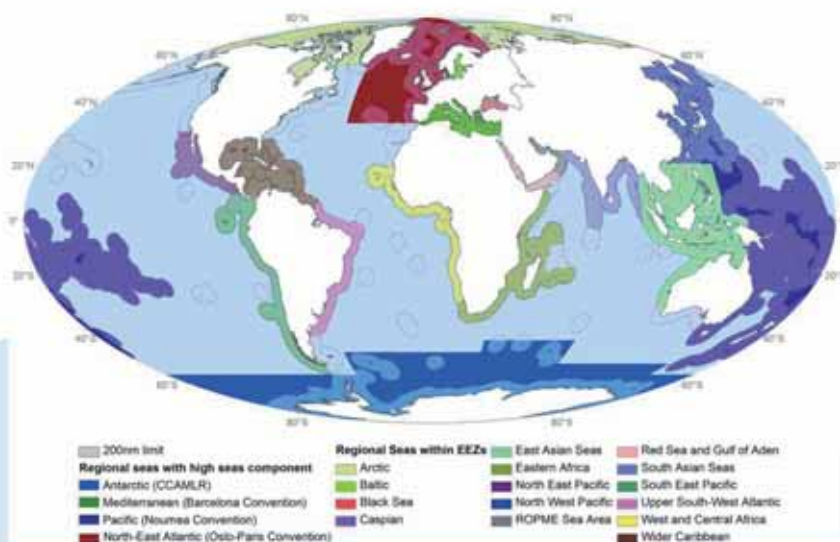 80°N 80°N
60°N 60°N
40°N 40°N
20°N 20°N
0° 0°
20°S 20°S
40°S 40°S
60°S 60°S
80°S 80°S
200nm limit
Regional seas with high seas component
Antarctic (CCAMLR)
Mediterranean (Barcelona Convention)
Pacific (Noumea Convention)
North-East Atlantic (Oslo-Paris Convention)
Regional Seas within EEZs
Arctic
Baltic
Black Sea
Caspian
East Asian Seas
Eastern Africa
North East Pacific
North West Pacific
ROPME Sea Area
Red Sea and Gulf of Aden
South Asian Seas
South East Pacific
Upper South-West Atlantic
West and Central Africa
Wider Caribbean